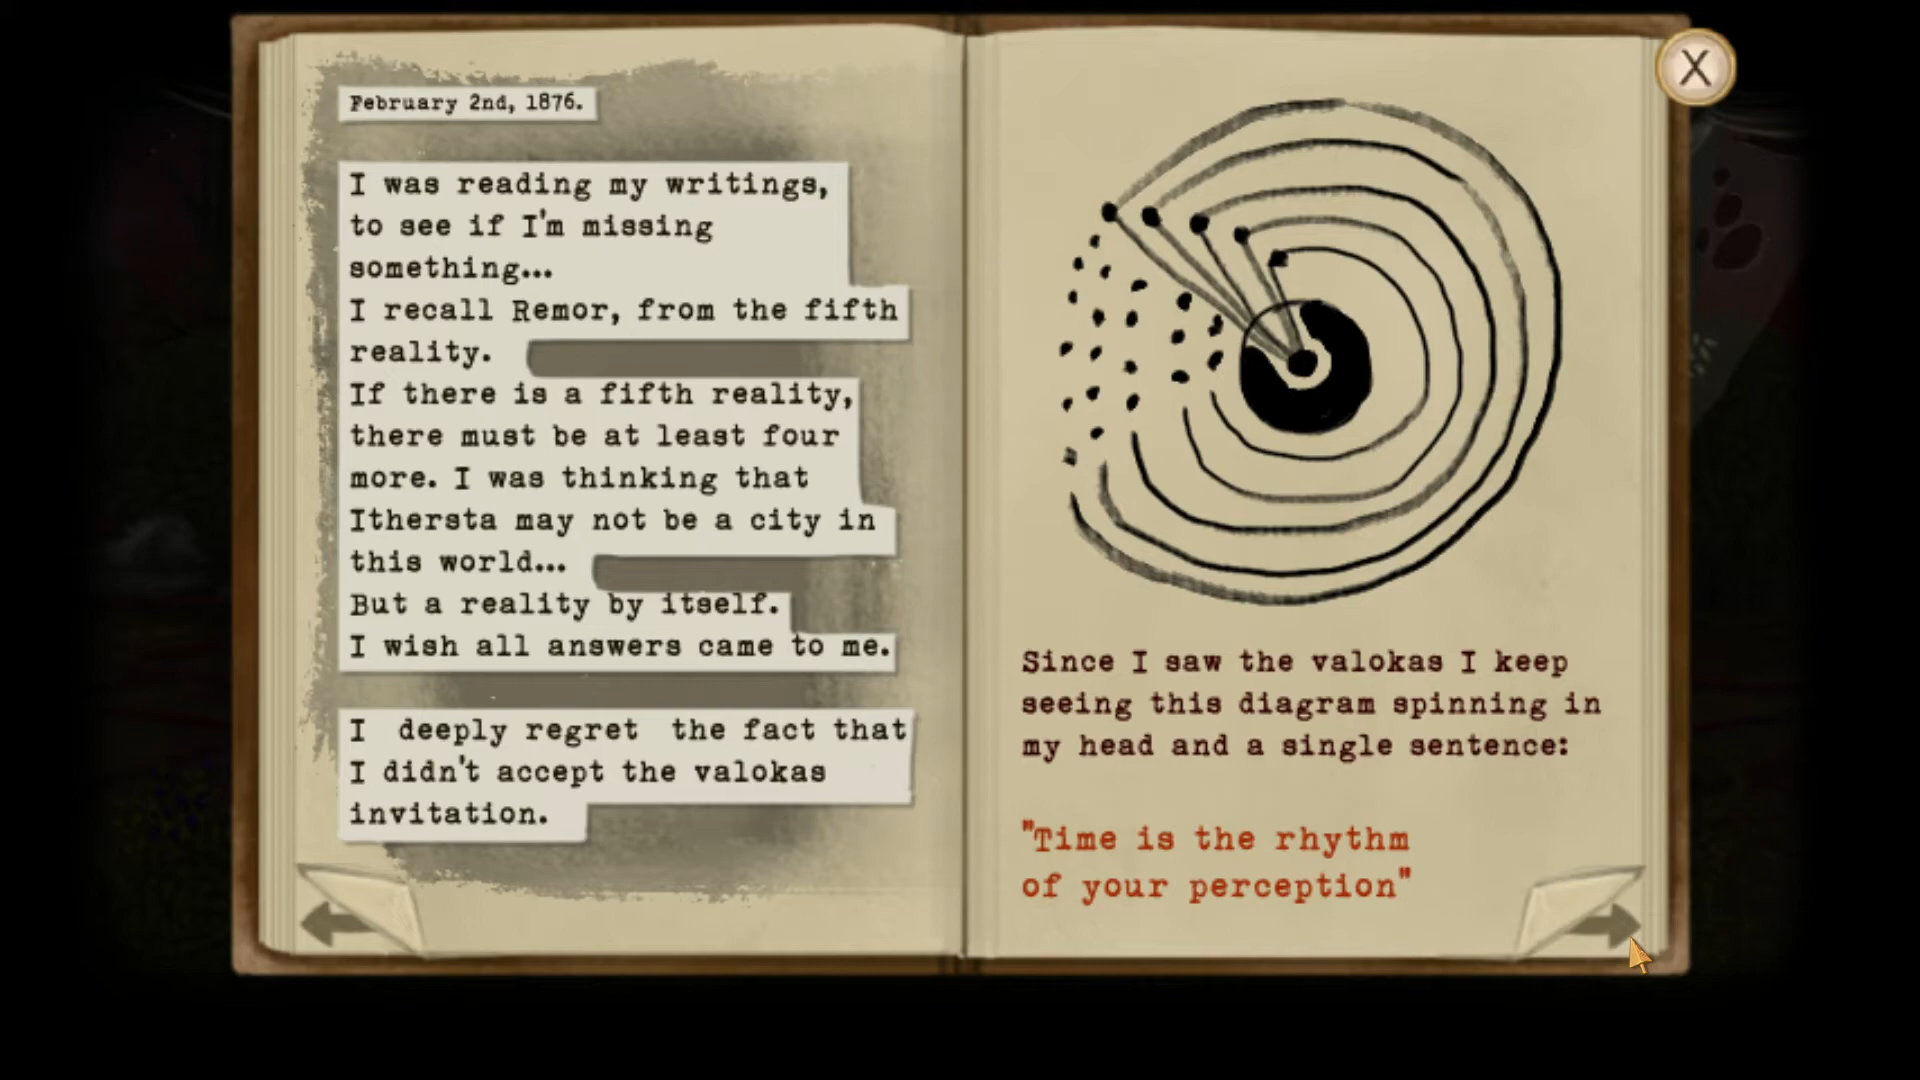 February 2nd, 1876.
I was reading my writings,
to see if I'm missing
something...
I recall Remor, from the fifth
reality.
If there is a fifth reality,
there must be at least four
more. I was thinking that
Ithersta may not be a city in
this world...
But a reality by itself.
I wish all answers came to me.
I deeply regret the fact that
I didn't accept the valokas
invitation.
X
Since I saw the valokas I keep
seeing this diagram spinning in
my head and a single sentence:
"Time is the rhythm
of your perception"